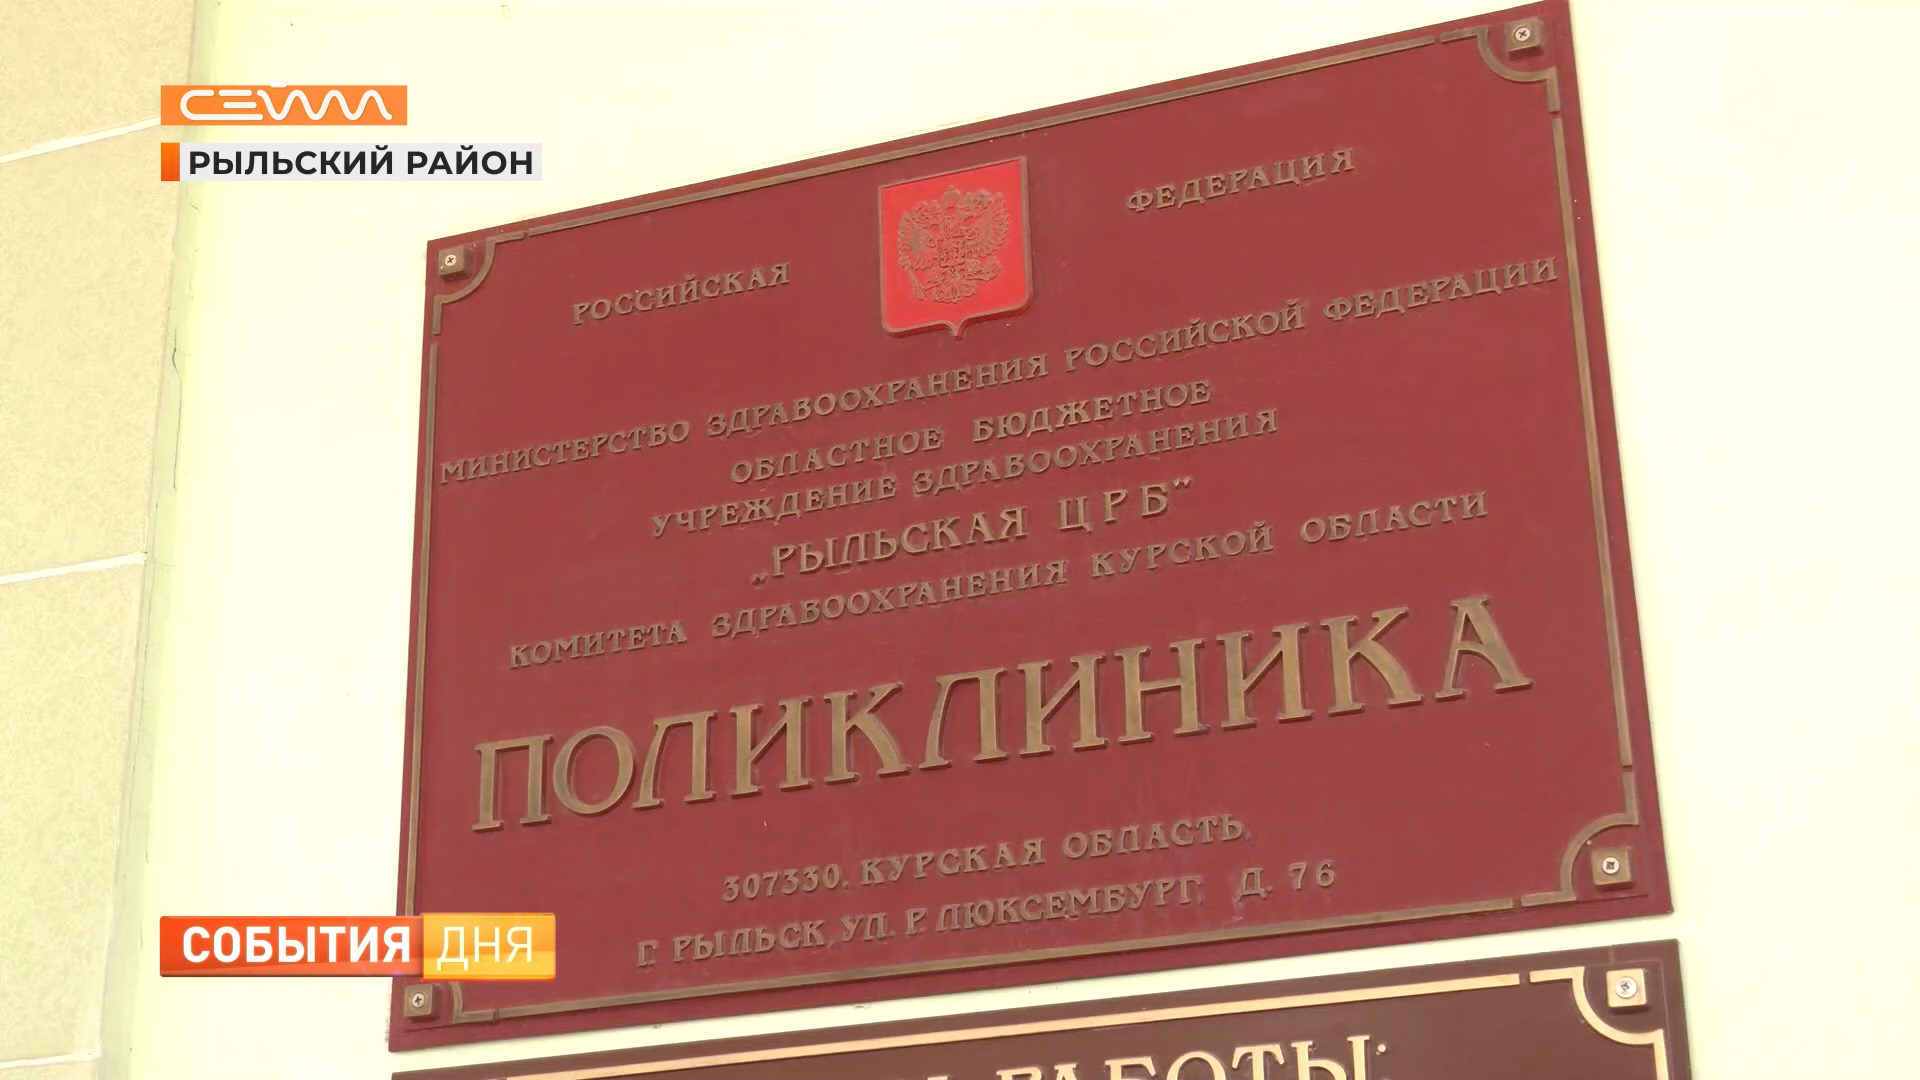 СЕЙМ
РЫЛЬСКИЙ РАЙОН
РОССИЙСКАЯ ФЕДЕРАЦИЯ
МИНИСТЕРСТВО ЗДРАВООХРАНЕНИЯ РОССИЙСКОЙ ФЕДЕРАЦИИ
ОБЛАСТНОЕ БЮДЖЕТНОЕ
УЧРЕЖДЕНИЕ ЗДРАВООХРАНЕНИЯ
„РЫЛЬСКАЯ ЦРБ"
КОМИТЕТА ЗДРАВООХРАНЕНИЯ КУРСКОЙ ОБЛАСТИ
ПОЛИКЛИНИКА
307330, КУРСКАЯ ОБЛАСТЬ,
Г. РЫЛЬСК, УЛ. Р. ЛЮКСЕМБУРГ, Д. 76
СОБЫТИЯ ДНЯ
РАБОТЫ: